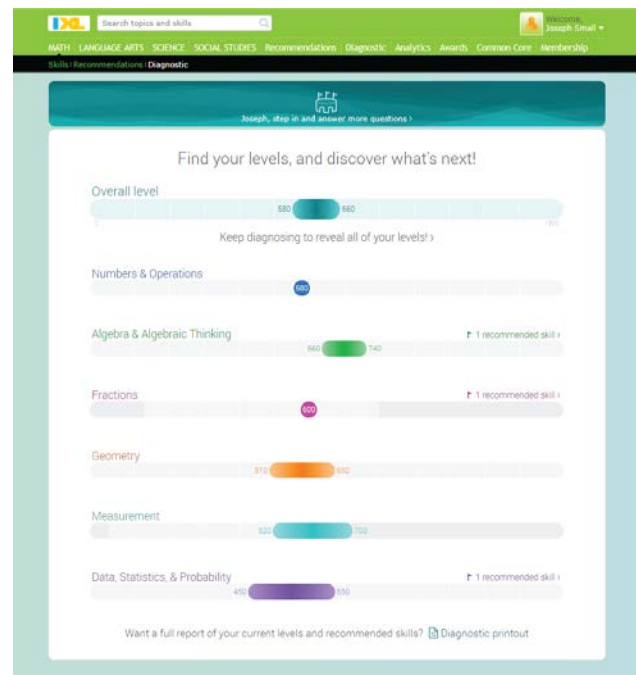 IXL
Search topics and skills
Welcome,
Joseph Small
MATH LANGUAGE ARTS SCIENCE SOCIAL STUDIES Recommendations Diagnostic Analytics Awards Common Core Membership
Skills Recommendations Diagnostic
Joseph, step in and answer more questions ›
Find your levels, and discover what's next!
Overall level
580 660
Keep diagnosing to reveal all of your levels! ›
Numbers & Operations
Algebra & Algebraic Thinking 1 recommended skill ›
660 740
Fractions 1 recommended skill ›
600
Geometry
Measurement
520 700
Data, Statistics, & Probability 1 recommended skill ›
450 650
Want a full report of your current levels and recommended skills? Diagnostic printout